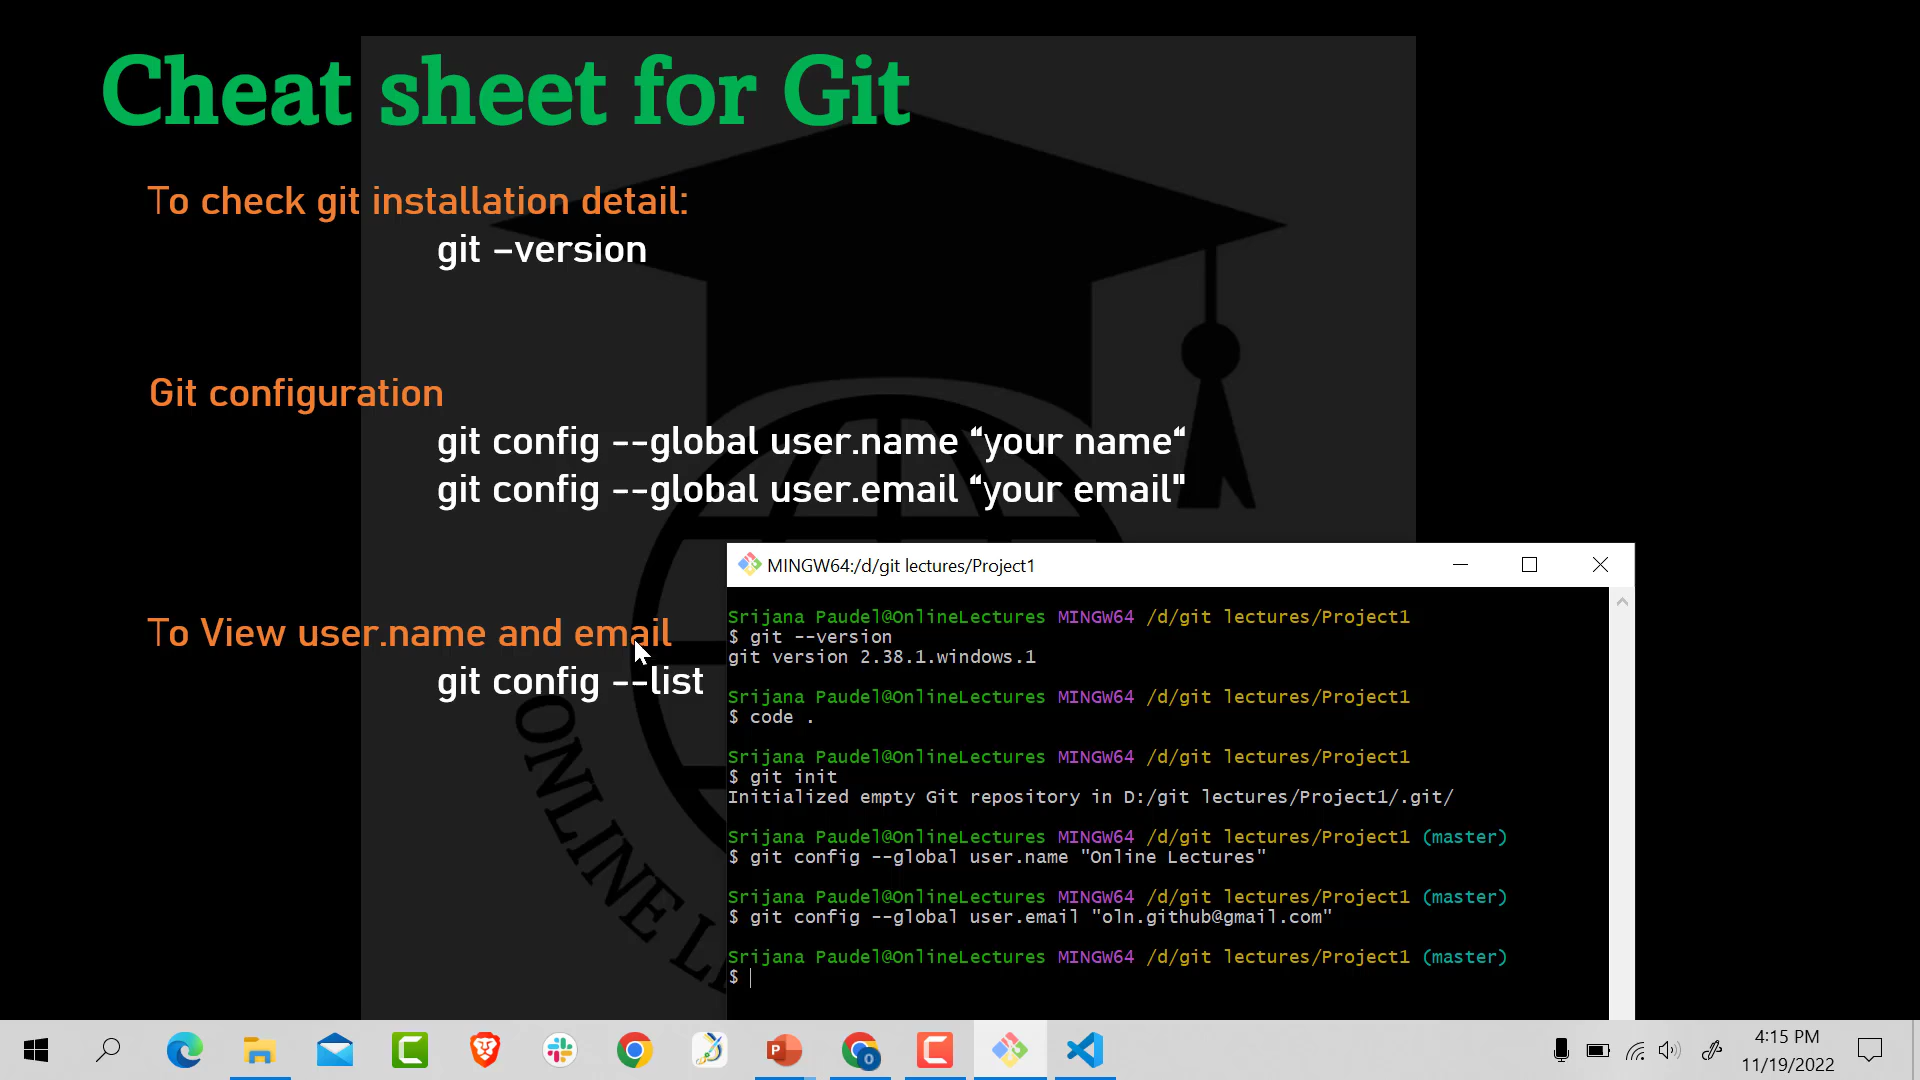 Cheat sheet for Git
To check git installation detail:
git –version
Git configuration
git config --global user.name “your name“
git config --global user.email “your email"
To View user.name and email
git config --list
ONLINE LE
MINGW64:/d/git lectures/Project1
Srijana Paudel@OnlineLectures MINGW64 /d/git lectures/Project1
$ git --version
git version 2.38.1.windows.1
Srijana Paudel@OnlineLectures MINGW64 /d/git lectures/Project1
$ code .
Srijana Paudel@OnlineLectures MINGW64 /d/git lectures/Project1
$ git init
Initialized empty Git repository in D:/git lectures/Project1/.git/
Srijana Paudel@OnlineLectures MINGW64 /d/git lectures/Project1 (master)
$ git config --global user.name "Online Lectures"
Srijana Paudel@OnlineLectures MINGW64 /d/git lectures/Project1 (master)
$ git config --global user.email "oln.github@gmail.com"
Srijana Paudel@OnlineLectures MINGW64 /d/git lectures/Project1 (master)
$
4:15 PM
11/19/2022